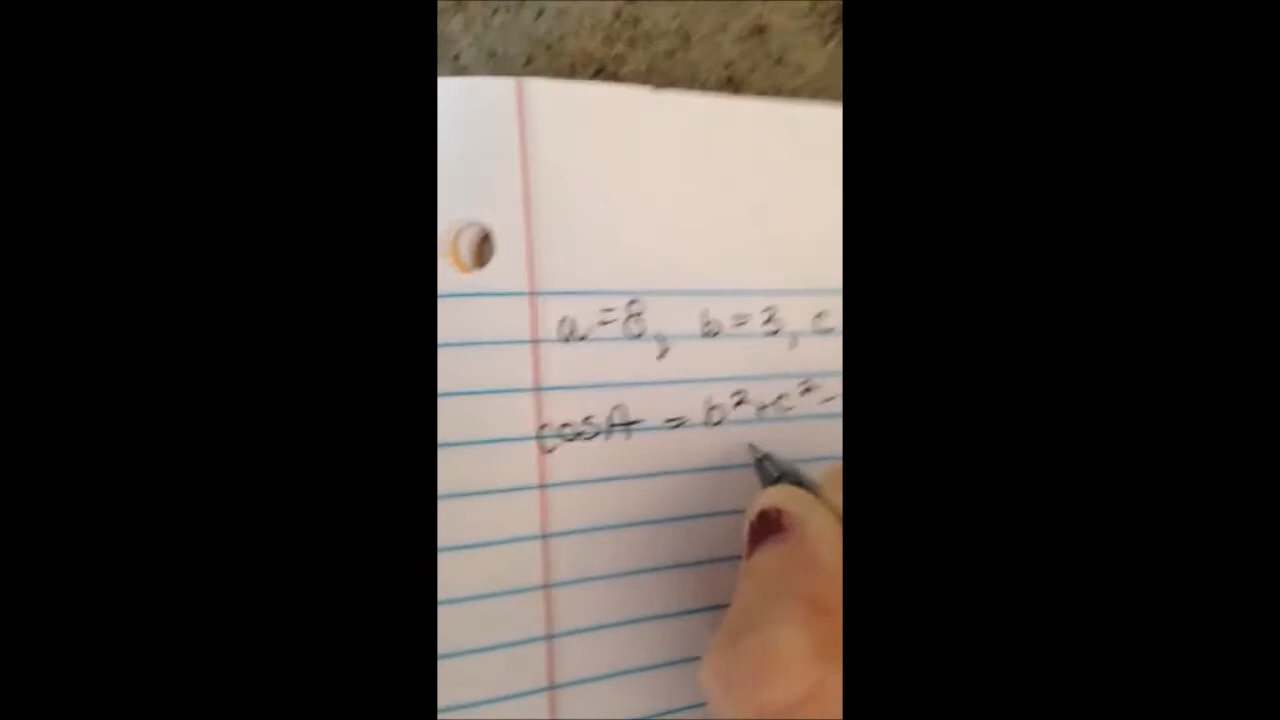 a=8, b=3, c
cosA = b²+c²-